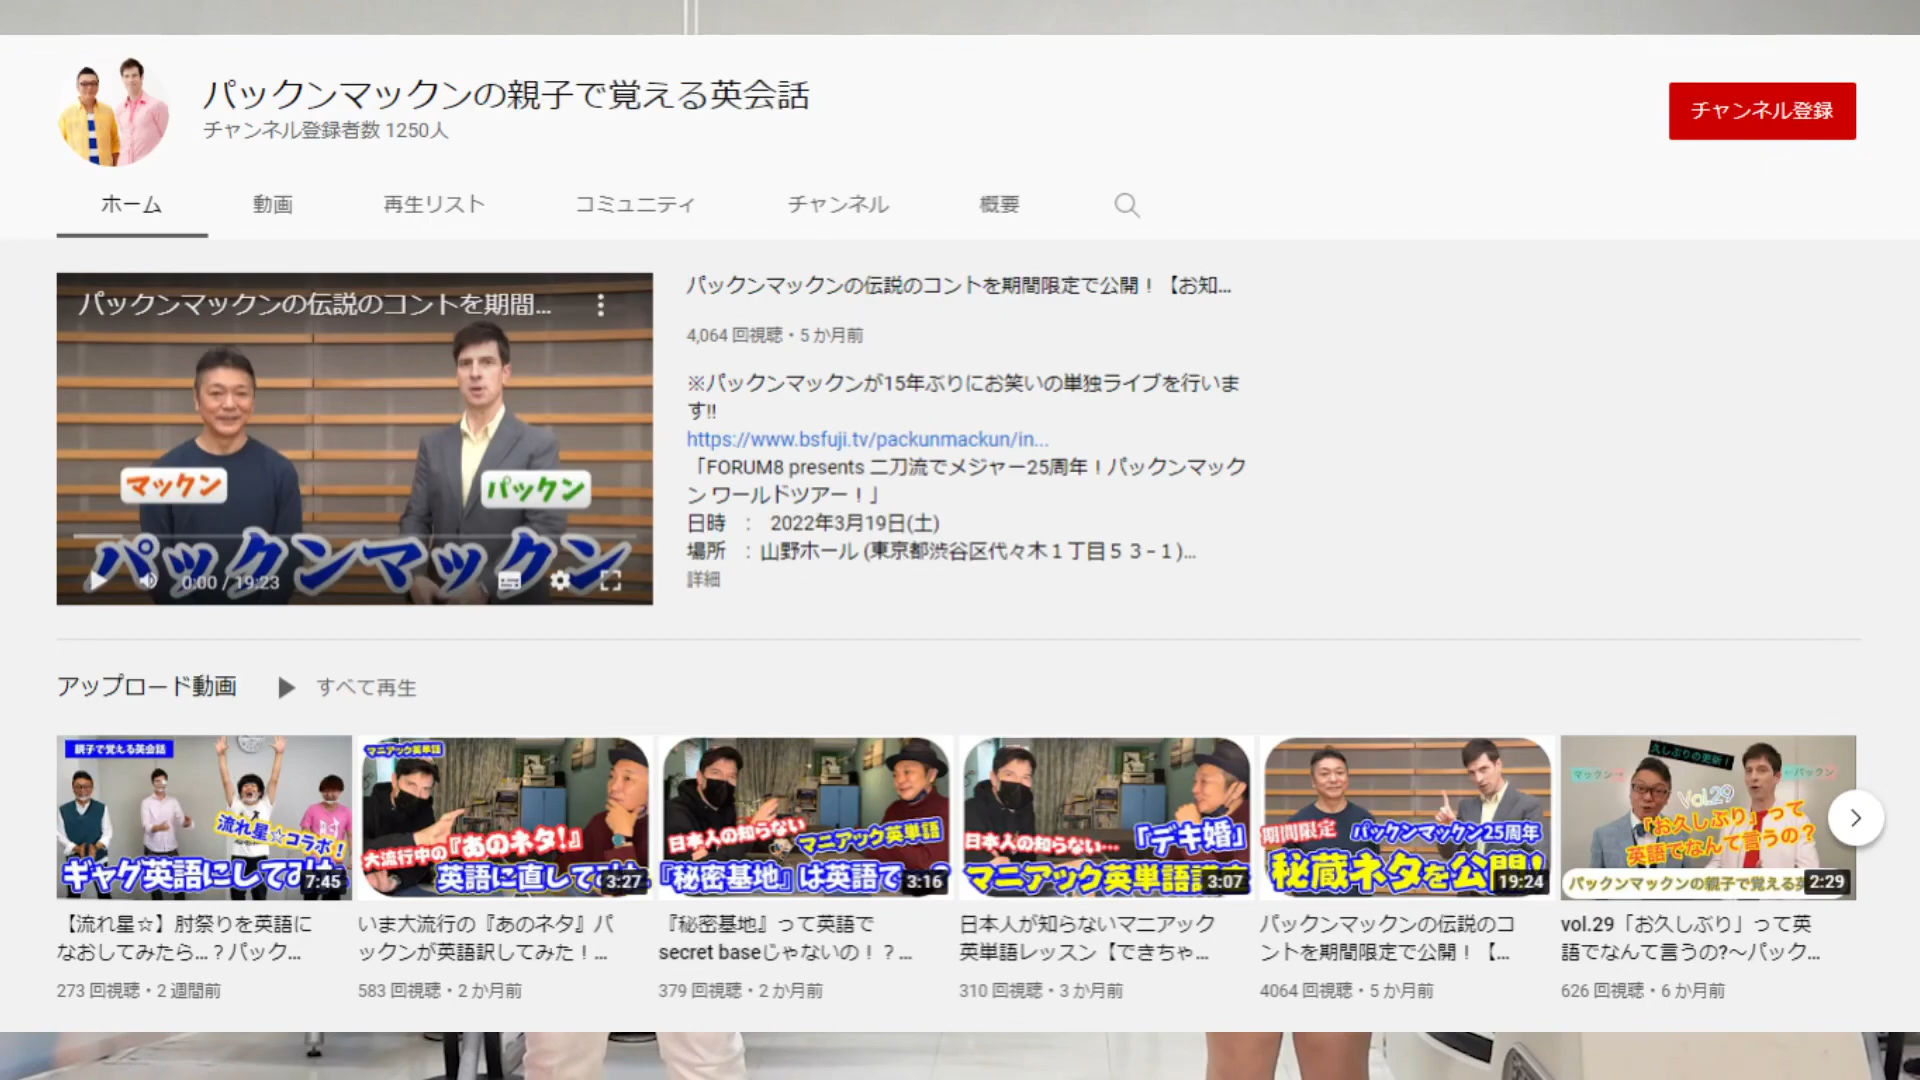 パックンマックンの親子で覚える英会話
チャンネル登録者数 1250人
チャンネル登録
ホーム
動画
再生リスト
コミュニティ
チャンネル
概要
パックンマックンの伝説のコントを期間...
マックン
パックン
パックンマックン
0:00 / 19:23
パックンマックンの伝説のコントを期間限定で公開！【お知...
4,064 回視聴・5 か月前
※パックンマックンが15年ぶりにお笑いの単独ライブを行いま
す!!
https://www.bsfuji.tv/packunmackun/in...
「FORUM8 presents 二刀流でメジャー25周年！パックンマック
ン ワールドツアー！」
日時　：　2022年3月19日(土)
場所　：山野ホール (東京都渋谷区代々木１丁目５３−１)...
詳細
アップロード動画
すべて再生
親子で覚える英会話
流れ星☆コラボ！
ギャグ英語にしてみ
7:45
マニアック英単語
大流行中の『あのネタ!』
英語に直して
3:27
日本人の知らない
マニアック英単語
『秘密基地』は英語で
?
3:16
日本人の知らない…
『デキ婚』
マニアック英単語
3:07
期間限定
パックンマックン25周年
秘蔵ネタを公開!
19:24
久しぶりの更新！
マックン→
←パックン
Vol.29
「お久しぶり」って
英語でなんて言うの？
パックンマックンの親子で覚える英
2:29
【流れ星☆】肘祭りを英語に
なおしてみたら...？パック...
273 回視聴・2 週間前
いま大流行の『あのネタ』パ
ックンが英語訳してみた！...
583 回視聴・2 か月前
『秘密基地』って英語で
secret baseじゃないの！？...
379 回視聴・2 か月前
日本人が知らないマニアック
英単語レッスン【できちゃ...
310 回視聴・3 か月前
パックンマックンの伝説のコ
ントを期間限定で公開！【...
4064 回視聴・5 か月前
vol.29「お久しぶり」って英
語でなんて言うの?～パック...
626 回視聴・6 か月前